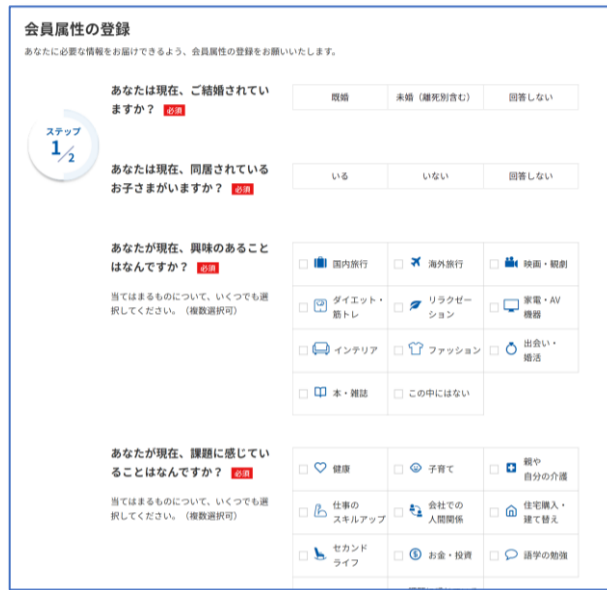 会員属性の登録
あなたに必要な情報をお届けできるよう、会員属性の登録をお願いいたします。
ステップ
1/2
あなたは現在、ご結婚されてい
ますか？ 必須
既婚 未婚（離死別含む） 回答しない
あなたは現在、同居されている
お子さまがいますか？ 必須
いる いない 回答しない
あなたが現在、興味のあること
はなんですか？ 必須
当てはまるものについて、いくつでも選
択してください。（複数選択可）
国内旅行 海外旅行 映画・観劇
ダイエット・
筋トレ
リラクゼー
ション
家電・AV
機器
インテリア ファッション
出会い・
婚活
本・雑誌 この中にはない
あなたが現在、課題に感じてい
ることはなんですか？ 必須
当てはまるものについて、いくつでも選
択してください。（複数選択可）
健康 子育て
親や
自分の介護
仕事の
スキルアップ
会社での
人間関係
住宅購入・
建て替え
セカンド
ライフ
お金・投資 語学の勉強